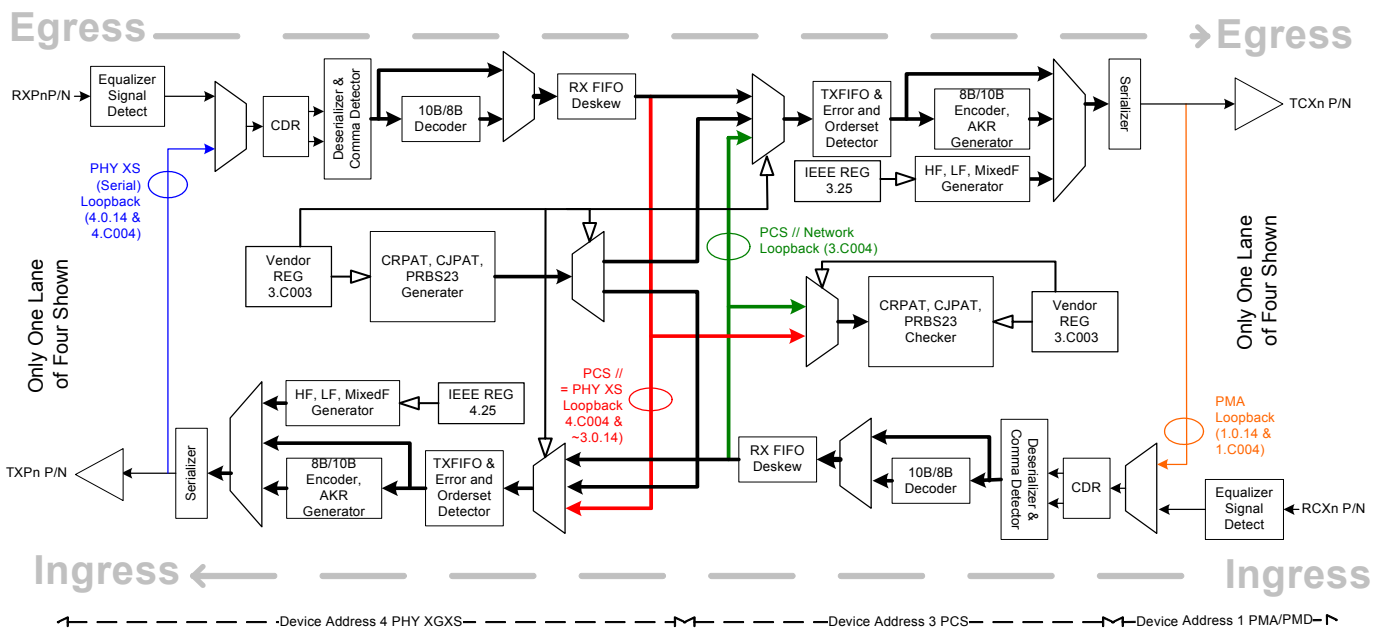 Egress
Egress
RXPnP/N
Equalizer
Signal
Detect
CDR
Deserializer &
Comma Detector
10B/8B
Decoder
RX FIFO
Deskew
TXFIFO &
Error and
Orderset
Detector
8B/10B
Encoder,
AKR
Generator
IEEE REG
3.25
HF, LF, MixedF
Generator
Serializer
TCXn P/N
PHY XS
(Serial)
Loopback
(4.0.14 &
4.C004)
Only One Lane
of Four Shown
Vendor
REG
3.C003
CRPAT, CJPAT,
PRBS23
Generater
PCS // Network
Loopback (3.C004)
CRPAT, CJPAT,
PRBS23
Checker
Vendor
REG
3.C003
Only One Lane
of Four Shown
PCS //
= PHY XS
Loopback
4.C004 &
~3.0.14)
PMA
Loopback
(1.0.14 &
1.C004)
HF, LF, MixedF
Generator
IEEE REG
4.25
TXPn P/N
Serializer
8B/10B
Encoder,
AKR
Generator
TXFIFO &
Error and
Orderset
Detector
RX FIFO
Deskew
10B/8B
Decoder
Deserializer &
Comma Detector
CDR
Equalizer
Signal
Detect
RCXn P/N
Ingress
Ingress
Device Address 4 PHY XGXS
Device Address 3 PCS
Device Address 1 PMA/PMD